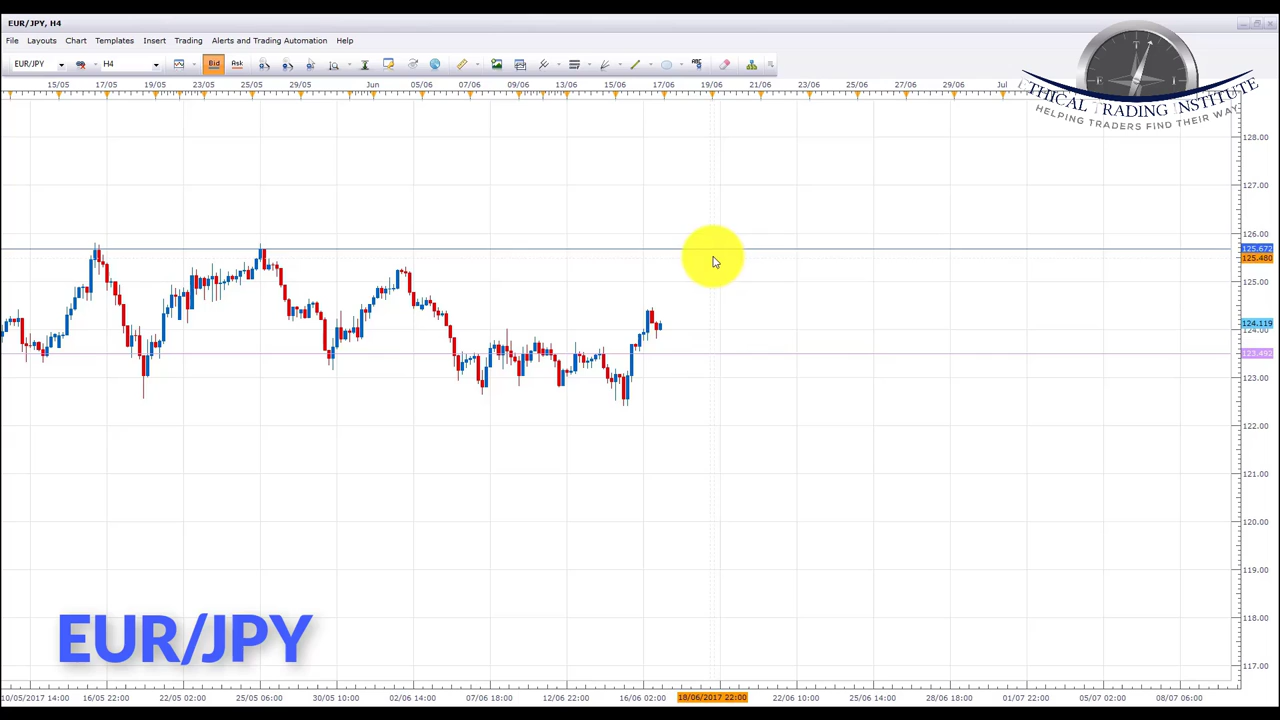 EUR/JPY, H4
File Layouts Chart Templates Insert Trading Alerts and Trading Automation Help
EUR/JPY H4 Bid Ask
15/05 17/05 19/05 23/05 25/05 29/05 Jun 05/06 07/06 09/06 13/06 15/06 17/06 19/06 21/06 23/06 25/06 27/06 29/06 Jul
ETHICAL TRADING INSTITUTE
HELPING TRADERS FIND THEIR WAY
128.00
127.00
126.00
125.672
125.480
125.00
124.119
124.00
123.492
123.00
122.00
121.00
120.00
119.00
118.00
117.00
EUR/JPY
10/05/2017 14:00 16/05 22:00 22/05 02:00 25/05 06:00 30/05 10:00 02/06 14:00 07/06 18:00 12/06 22:00 16/06 02:00 18/06/2017 22:00 22/06 10:00 25/06 14:00 28/06 18:00 01/07 22:00 05/07 02:00 08/07 06:00